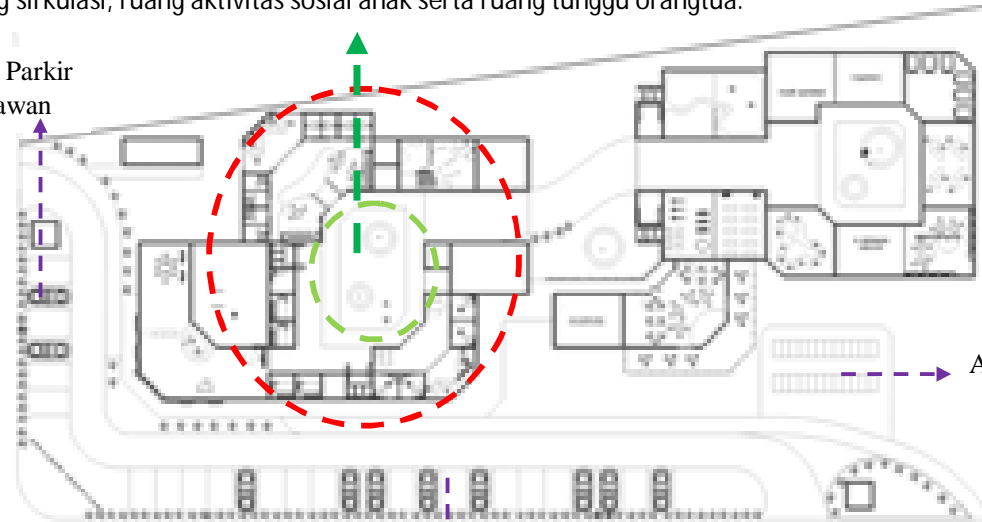 g sirkulasi, ruang aktivitas sosial anak serta ruang tunggu orangtua.
Parkir
awan
A